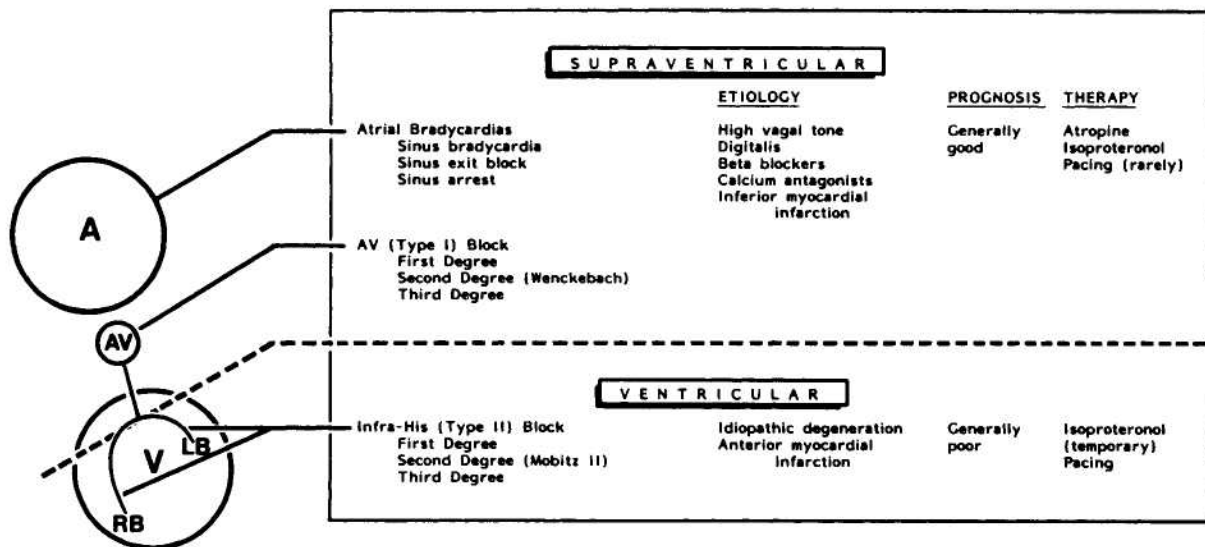 SUPRAVENTRICULAR
ETIOLOGY PROGNOSIS THERAPY
Atrial Bradycardias High vagal tone Generally Atropine
Sinus bradycardia Digitalis good Isoproteronol
Sinus exit block Beta blockers Pacing (rarely)
Sinus arrest Calcium antagonists
Inferior myocardial
infarction
A
AV (Type I) Block
First Degree
Second Degree (Wenckebach)
Third Degree
AV
VENTRICULAR
Infra-His (Type II) Block Idiopathic degeneration Generally Isoproteronol
LB First Degree Anterior myocardial poor (temporary)
V Second Degree (Mobitz II) Infarction Pacing
Third Degree
RB